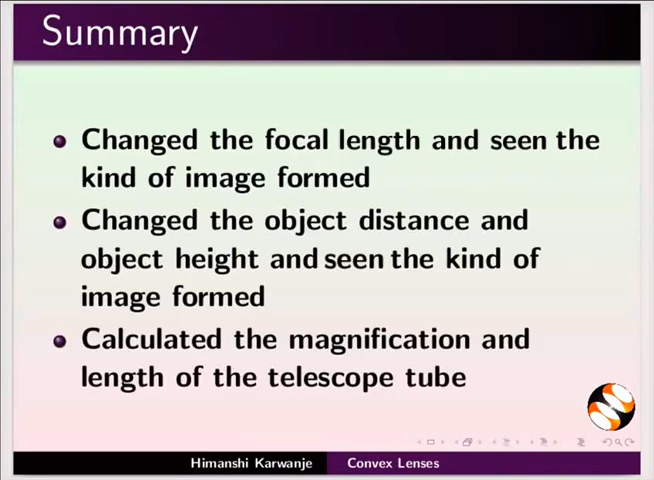 Summary
Changed the focal length and seen the
kind of image formed
Changed the object distance and
object height and seen the kind of
image formed
Calculated the magnification and
length of the telescope tube
Himanshi Karwanje Convex Lenses